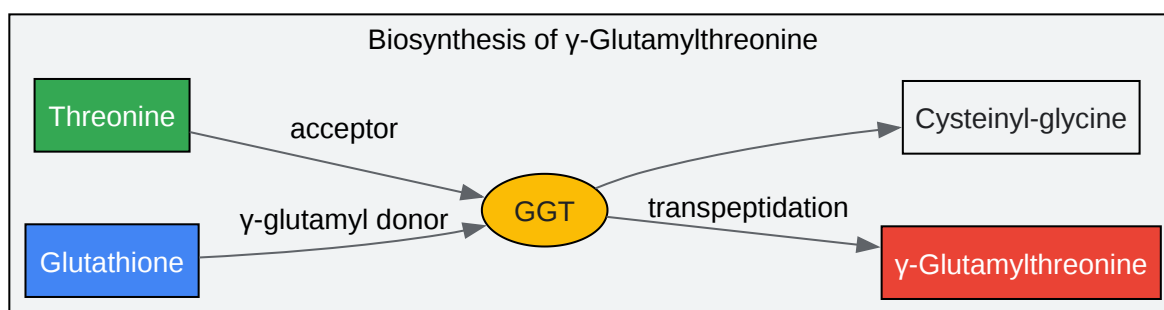 Biosynthesis of γ-Glutamylthreonine
Threonine
acceptor
Cysteinyl-glycine
GGT
γ-glutamyl donor
transpeptidation
Glutathione
γ-Glutamylthreonine